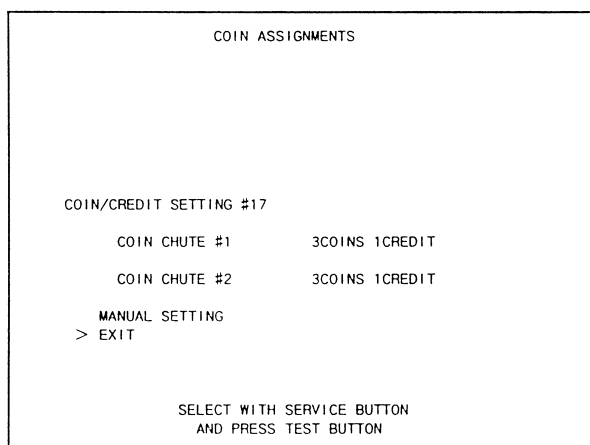 COIN ASSIGNMENTS
COIN/CREDIT SETTING #17
COIN CHUTE #1 3COINS 1CREDIT
COIN CHUTE #2 3COINS 1CREDIT
MANUAL SETTING
> EXIT
SELECT WITH SERVICE BUTTON
AND PRESS TEST BUTTON